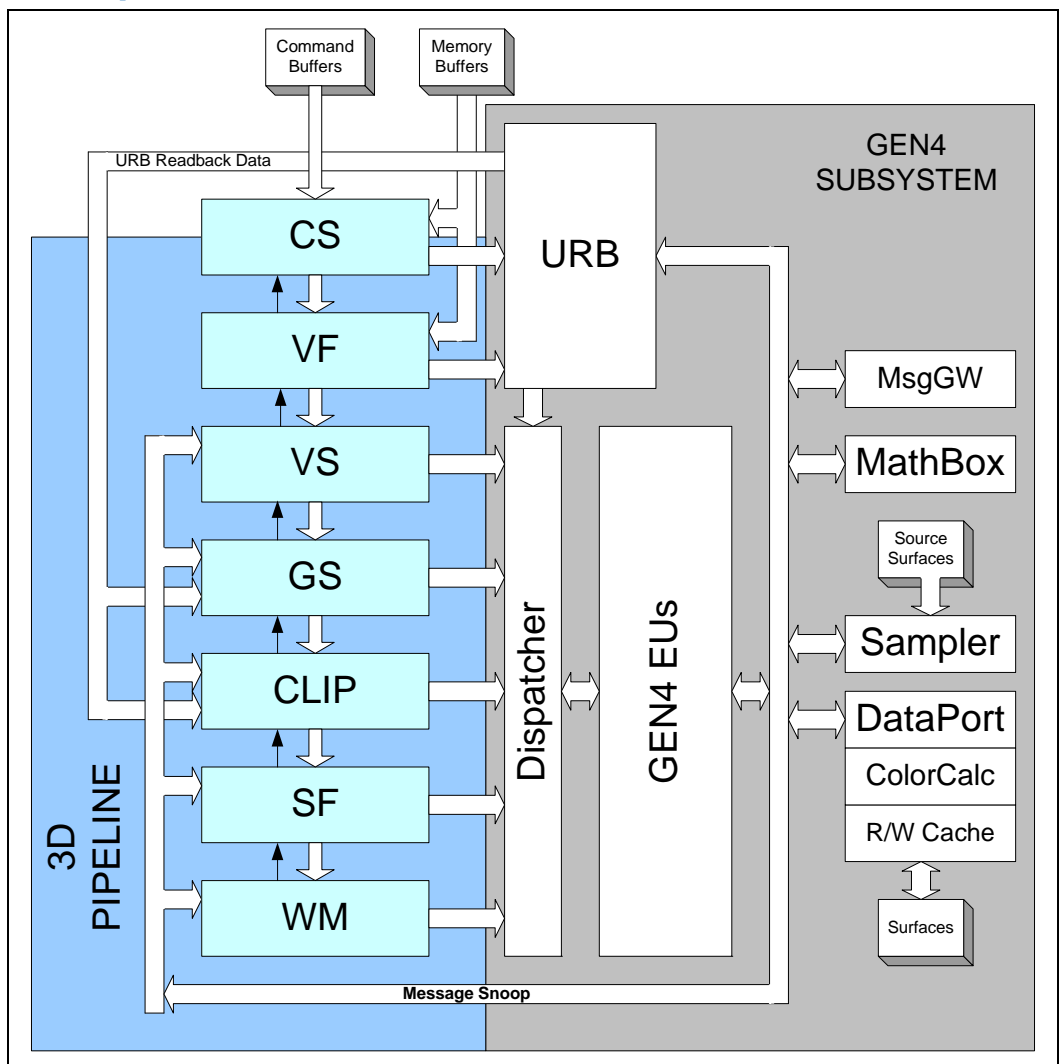 Command
Buffers
Memory
Buffers
GEN4
SUBSYSTEM
URB Readback Data
CS
URB
VF
MsgGW
VS
MathBox
Source
Surfaces
GS
Sampler
CLIP
Dispatcher
GEN4 EUs
DataPort
ColorCalc
SF
R/W Cache
3D
PIPELINE
WM
Surfaces
Message Snoop